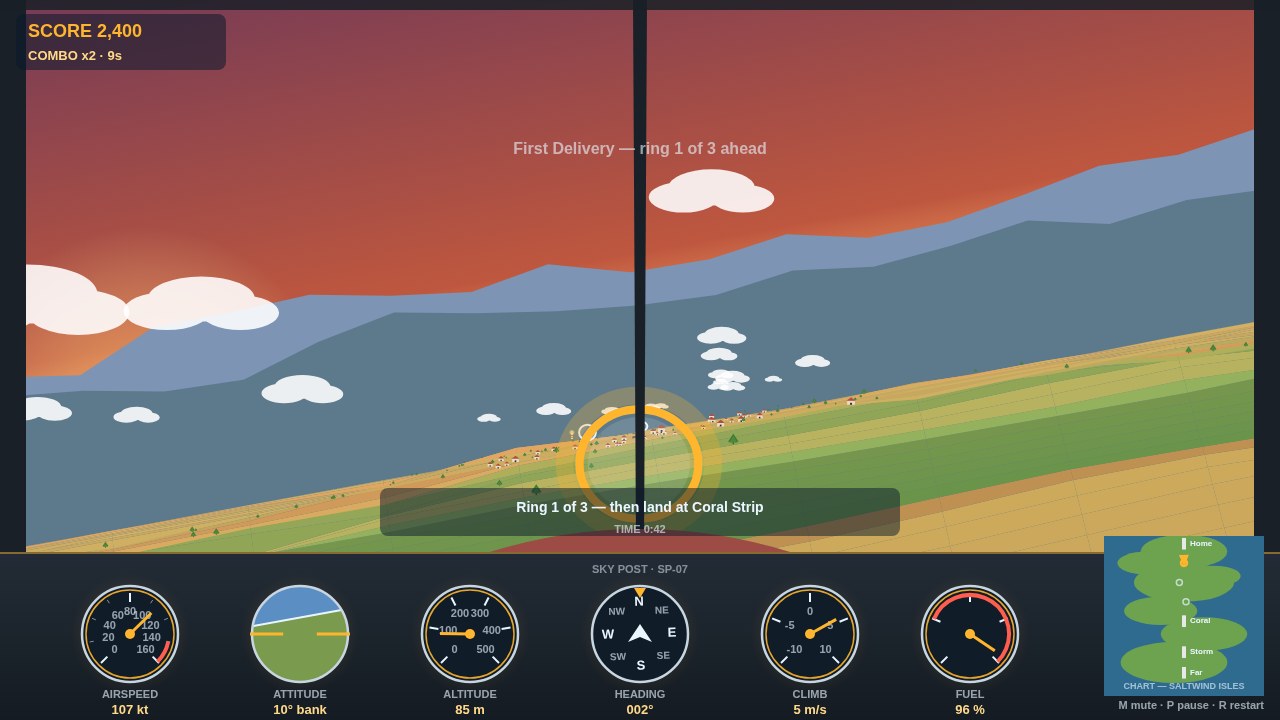 SCORE 2,400
COMBO x2 · 9s
First Delivery — ring 1 of 3 ahead
Ring 1 of 3 — then land at Coral Strip
TIME 0:42
SKY POST · SP-07
0 20 40 60 80 100 120 140 160
AIRSPEED
107 kt
ATTITUDE
10° bank
0 100 200 300 400 500
ALTITUDE
85 m
N NE E SE S SW W NW
HEADING
002°
-10 -5 0 5 10
CLIMB
5 m/s
FUEL
96 %
Home
Coral
Storm
Far
CHART — SALTWIND ISLES
M mute · P pause · R restart